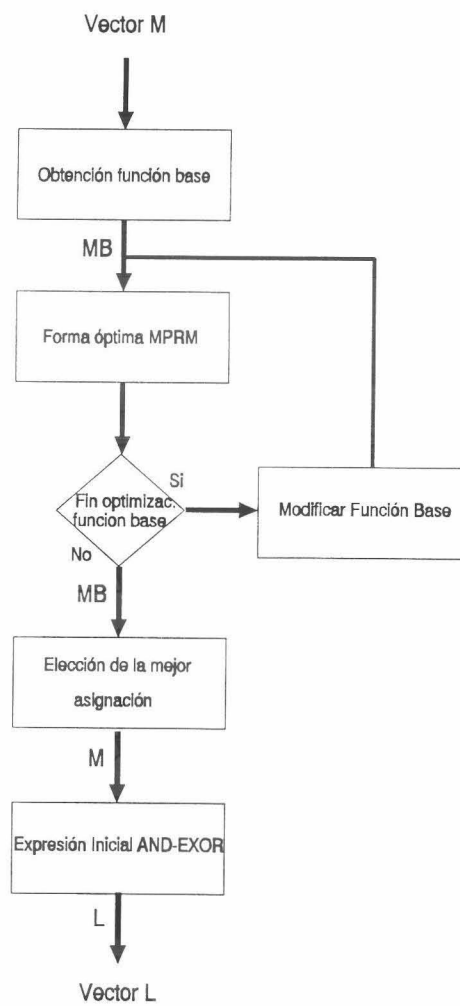 Vector M
Obtención función base
MB
Forma óptima MPRM
Si
Fin optimizac.
funcion base
Modificar Función Base
No
MB
Elección de la mejor
asignación
M
Expresión Inicial AND-EXOR
L
Vector L